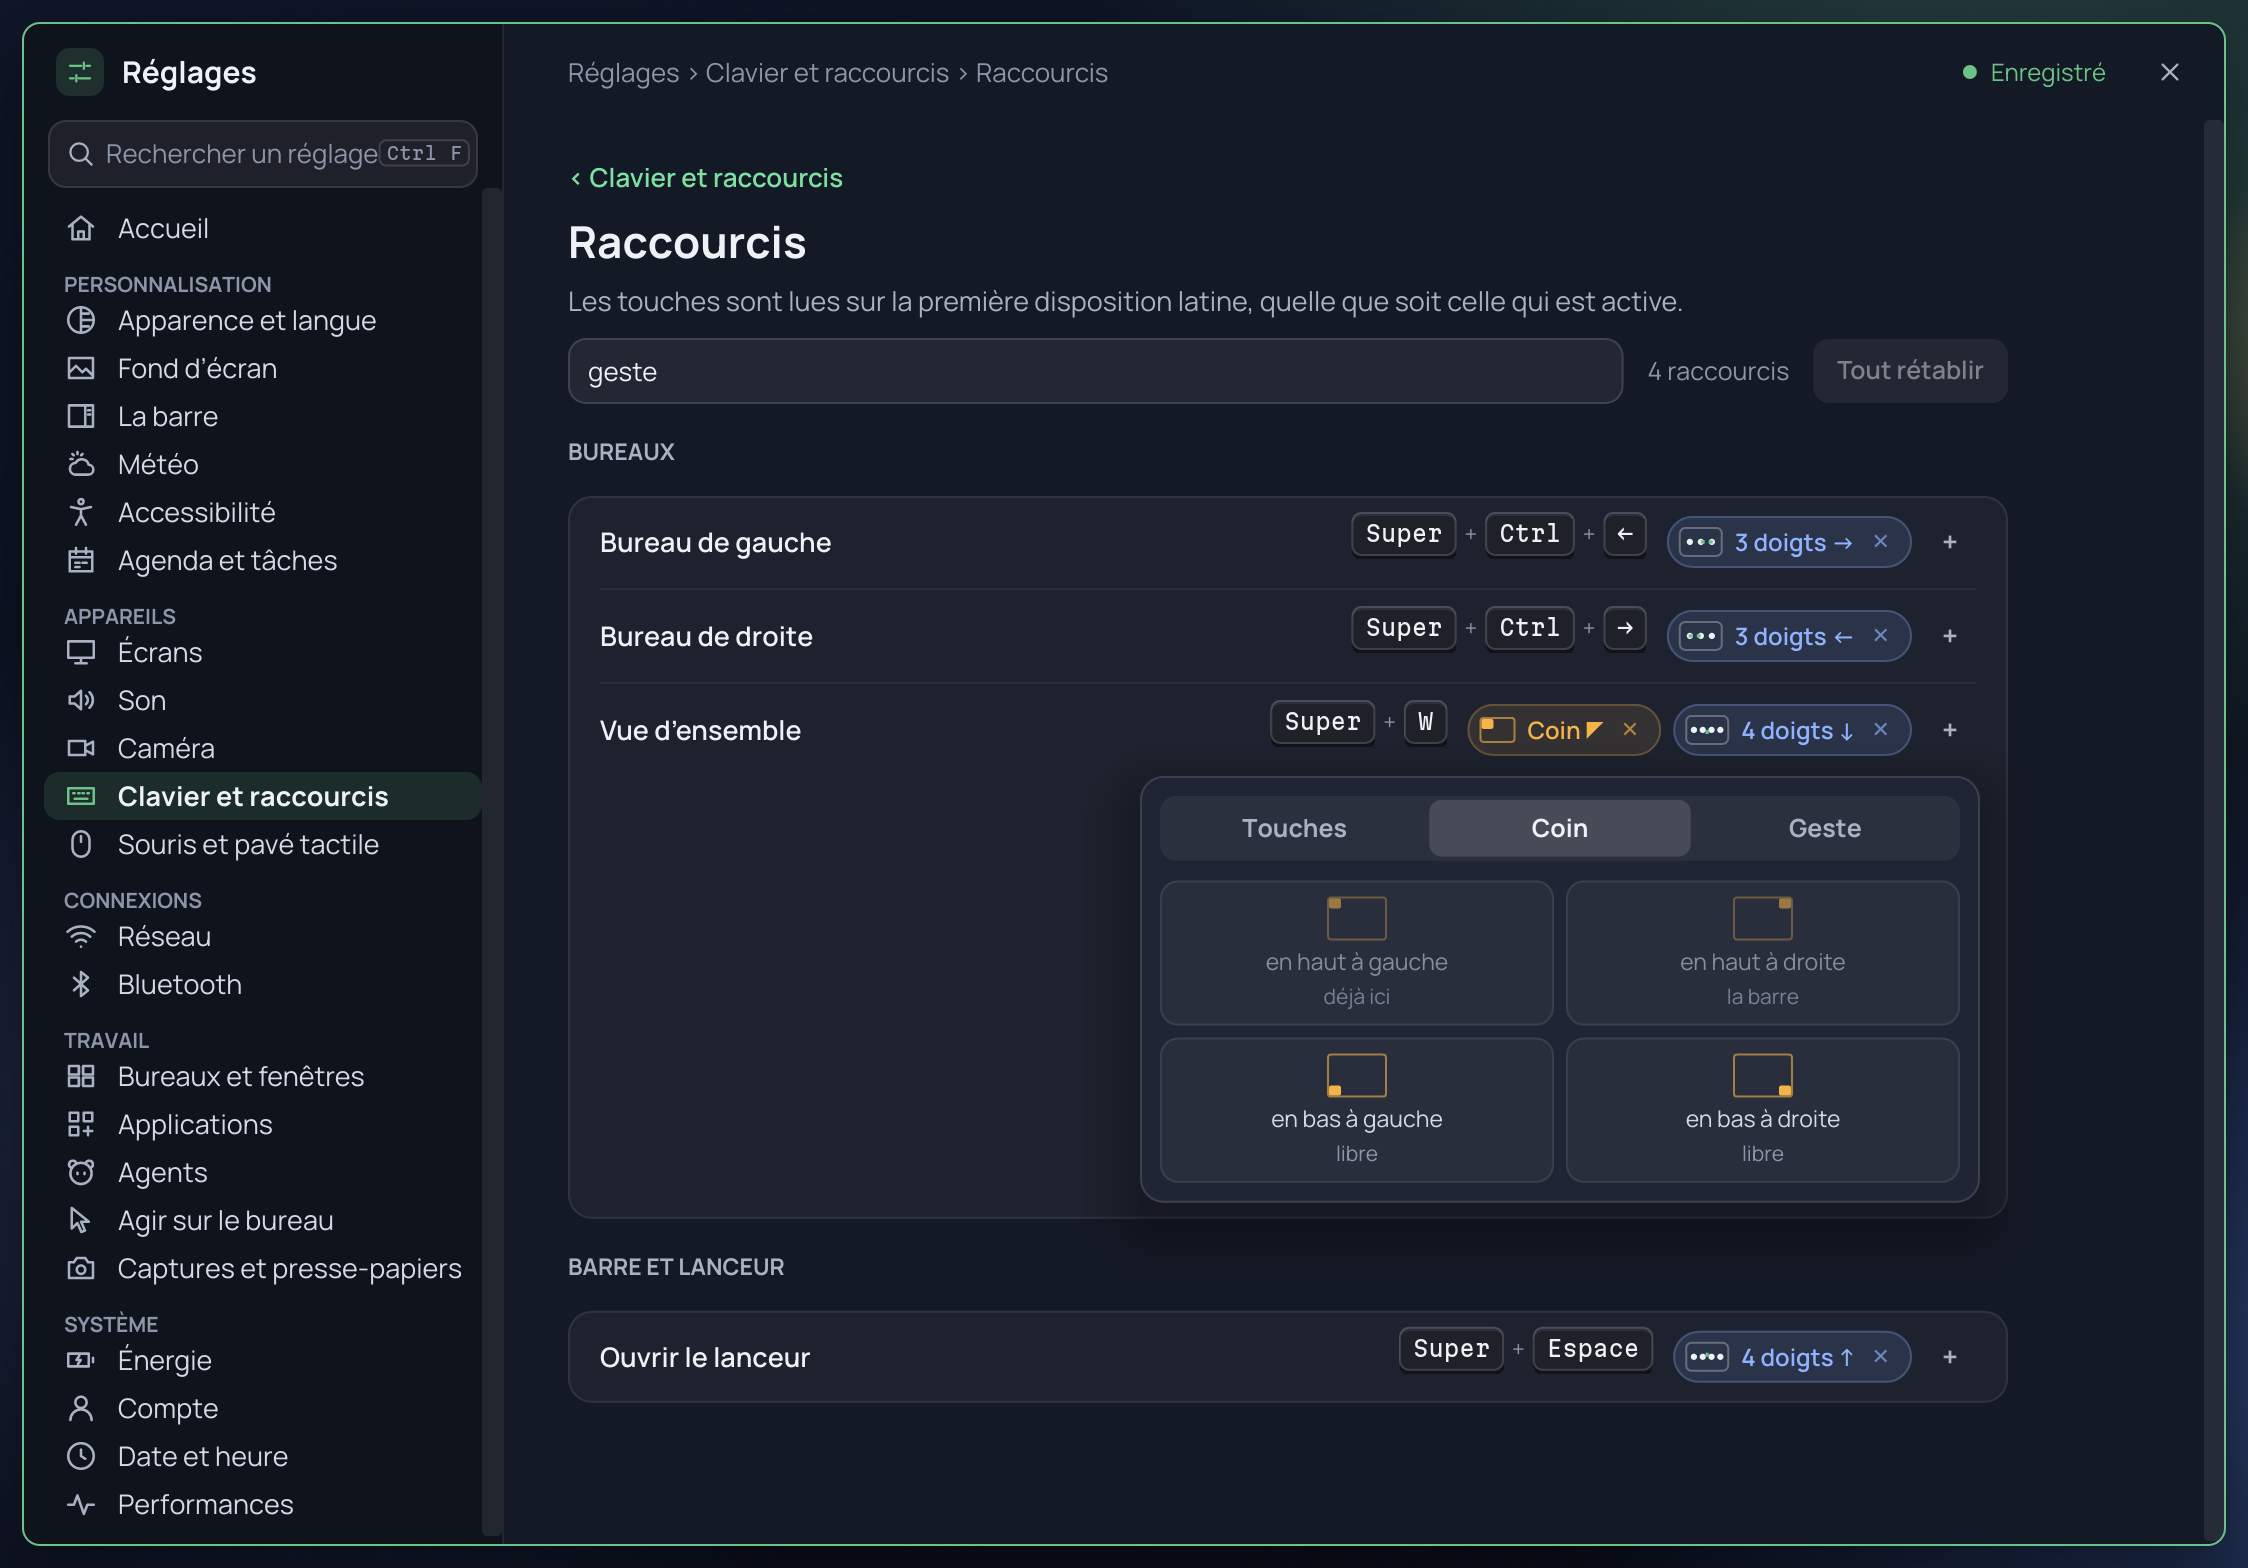 Réglages
Réglages › Clavier et raccourcis › Raccourcis
Enregistré
Rechercher un réglage Ctrl F
Accueil
PERSONNALISATION
Apparence et langue
Fond d’écran
La barre
Météo
Accessibilité
Agenda et tâches
APPAREILS
Écrans
Son
Caméra
Clavier et raccourcis
Souris et pavé tactile
CONNEXIONS
Réseau
Bluetooth
TRAVAIL
Bureaux et fenêtres
Applications
Agents
Agir sur le bureau
Captures et presse-papiers
SYSTÈME
Énergie
Compte
Date et heure
Performances
‹ Clavier et raccourcis
Raccourcis
Les touches sont lues sur la première disposition latine, quelle que soit celle qui est active.
geste
4 raccourcis
Tout rétablir
BUREAUX
Bureau de gauche Super + Ctrl + ← 3 doigts → × +
Bureau de droite Super + Ctrl + → 3 doigts ← × +
Vue d’ensemble Super + W Coin ◤ × 4 doigts ↓ × +
Touches Coin Geste
en haut à gauche
déjà ici
en haut à droite
la barre
en bas à gauche
libre
en bas à droite
libre
BARRE ET LANCEUR
Ouvrir le lanceur Super + Espace 4 doigts ↑ × +